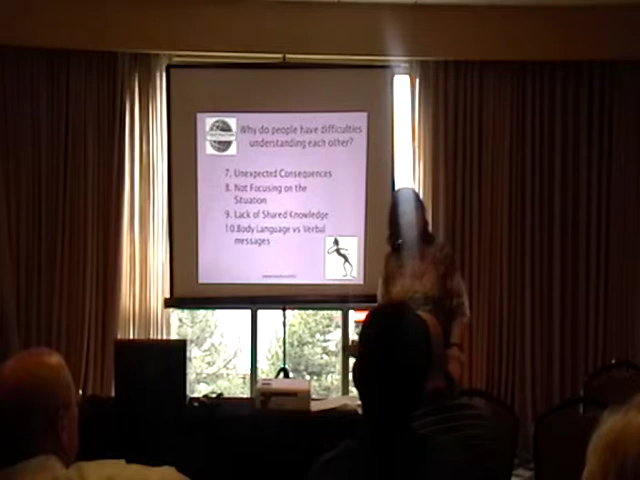 Why do people have difficulties
understanding each other?
7. Unexpected Consequences
8. Not Focusing on the
Situation
9. Lack of Shared Knowledge
10.Body Language vs Verbal
messages